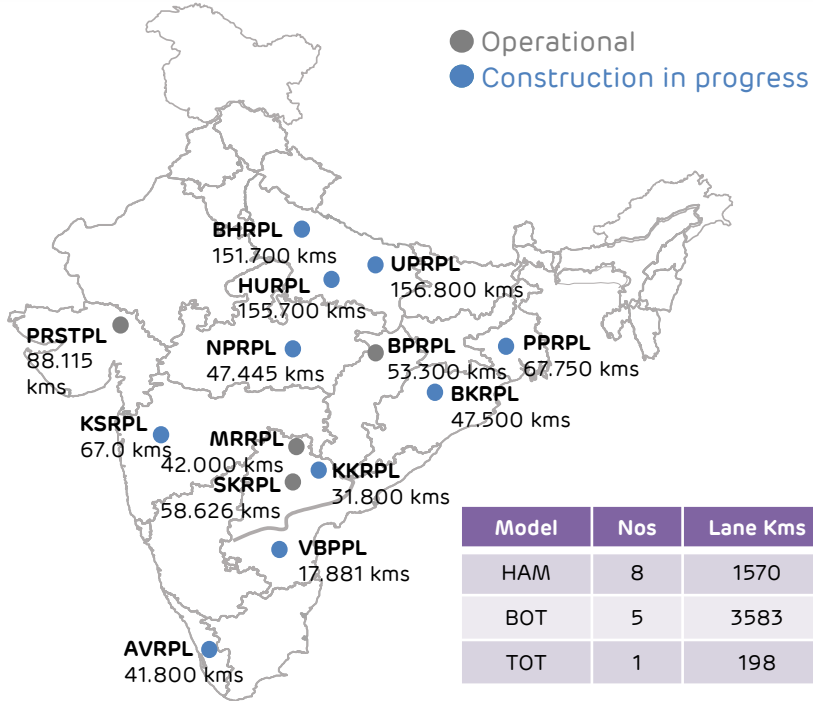 Operational
Construction in progress
BHRPL
151.700 kms
UPRPL
156.800 kms
HURPL
155.700 kms
PRSTPL
88.115
kms
NPRPL
47.445 kms
BPRPL
53.300 kms
PPRPL
67.750 kms
BKRPL
47.500 kms
KSRPL
67.0 kms
MRRPL
42.000 kms
KKRPL
31.800 kms
SKRPL
58.626 kms
VBPPL
17.881 kms
AVRPL
41.800 kms
Model Nos Lane Kms
HAM 8 1570
BOT 5 3583
TOT 1 198